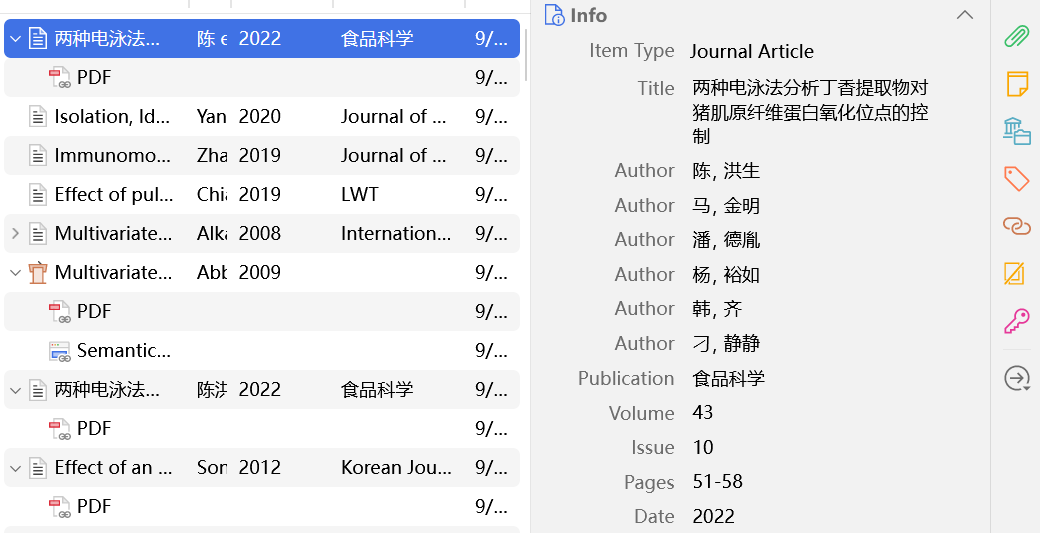 两种电泳法... 陈 e 2022 食品科学 9/...
PDF 9/...
Isolation, Id... Yan 2020 Journal of ... 9/...
Immunomo... Zha 2019 Journal of ... 9/...
Effect of pul... Chia 2019 LWT 9/...
Multivariate... Alka 2008 Internation... 9/...
Multivariate... Abb 2009 9/...
PDF 9/...
Semantic... 9/...
两种电泳法... 陈洪 2022 食品科学 9/...
PDF 9/...
Effect of an ... Son 2012 Korean Jou... 9/...
PDF 9/...
Info
Item Type Journal Article
Title 两种电泳法分析丁香提取物对
猪肌原纤维蛋白氧化位点的控
制
Author 陈, 洪生
Author 马, 金明
Author 潘, 德胤
Author 杨, 裕如
Author 韩, 齐
Author 刁, 静静
Publication 食品科学
Volume 43
Issue 10
Pages 51-58
Date 2022